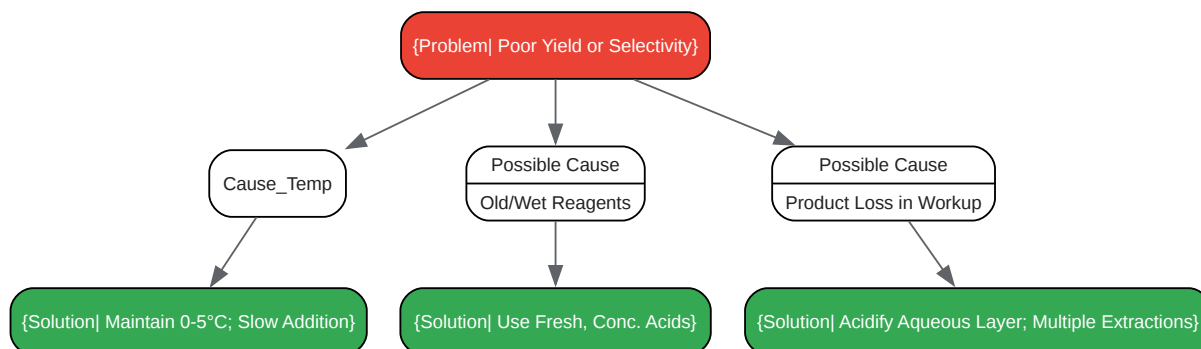 {Problem| Poor Yield or Selectivity}
Cause_Temp
Possible Cause
Old/Wet Reagents
Possible Cause
Product Loss in Workup
{Solution| Maintain 0-5°C; Slow Addition}
{Solution| Use Fresh, Conc. Acids}
{Solution| Acidify Aqueous Layer; Multiple Extractions}